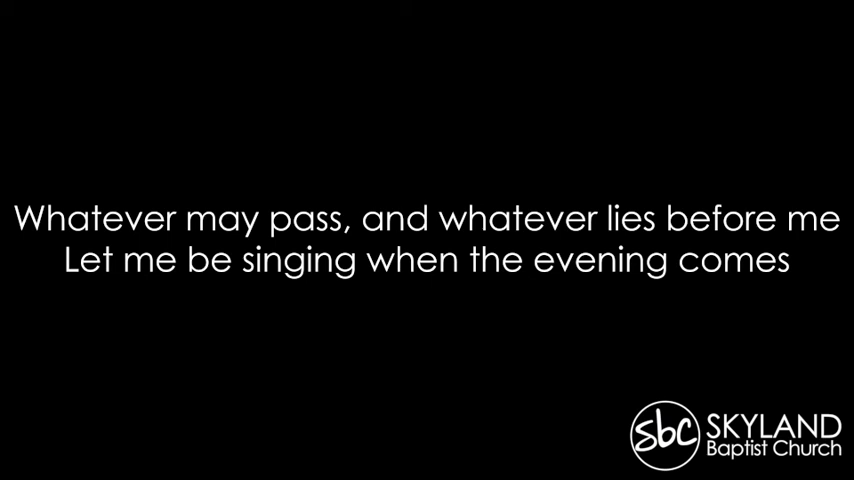 Whatever may pass, and whatever lies before me
Let me be singing when the evening comes
sbc SKYLAND
Baptist Church